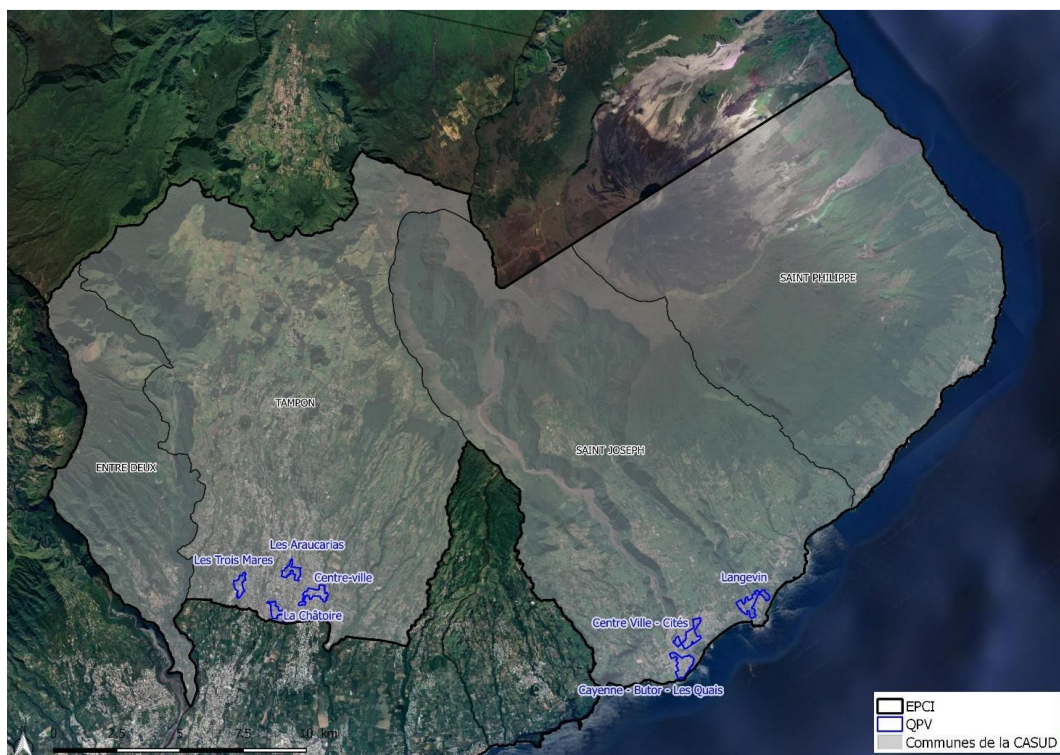 SAINT PHILIPPE
TAMPON
SAINT JOSEPH
ENTRE DEUX
Les Araucarias
Les Trois Mares
Centre-ville
La Châtoire
Langevin
Centre Ville - Cités
Cayenne - Butor - Les Quais
0 2.5 5 7.5 10 km
EPCI
QPV
Communes de la CASUD